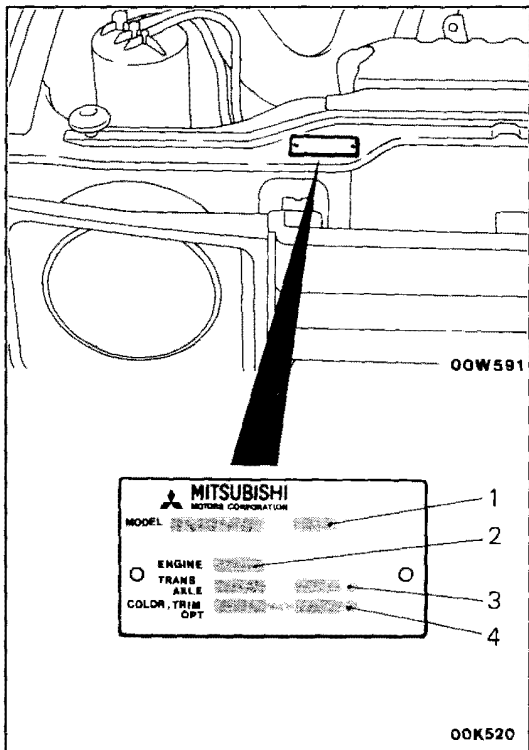 00W591
MITSUBISHI
MOTORS CORPORATION
MODEL
1
ENGINE
2
TRANS
AXLE
3
COLOR, TRIM
OPT
4
00K520